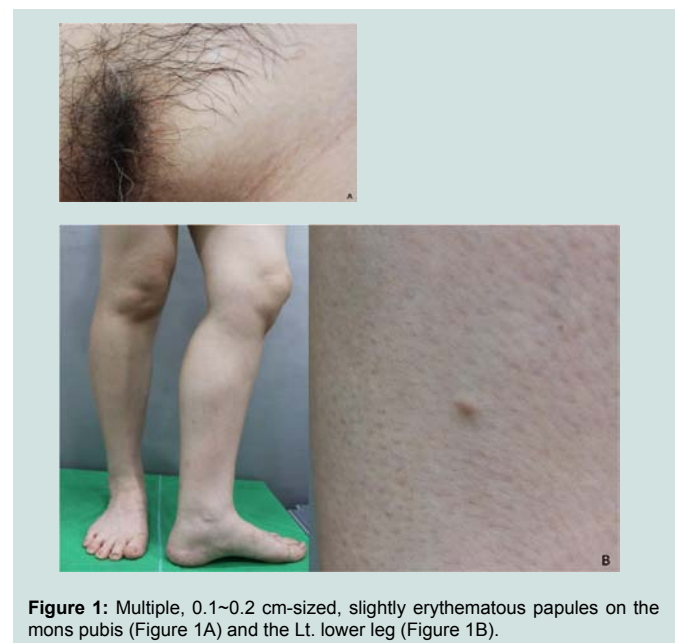 A
B
Figure 1: Multiple, 0.1~0.2 cm-sized, slightly erythematous papules on the
mons pubis (Figure 1A) and the Lt. lower leg (Figure 1B).